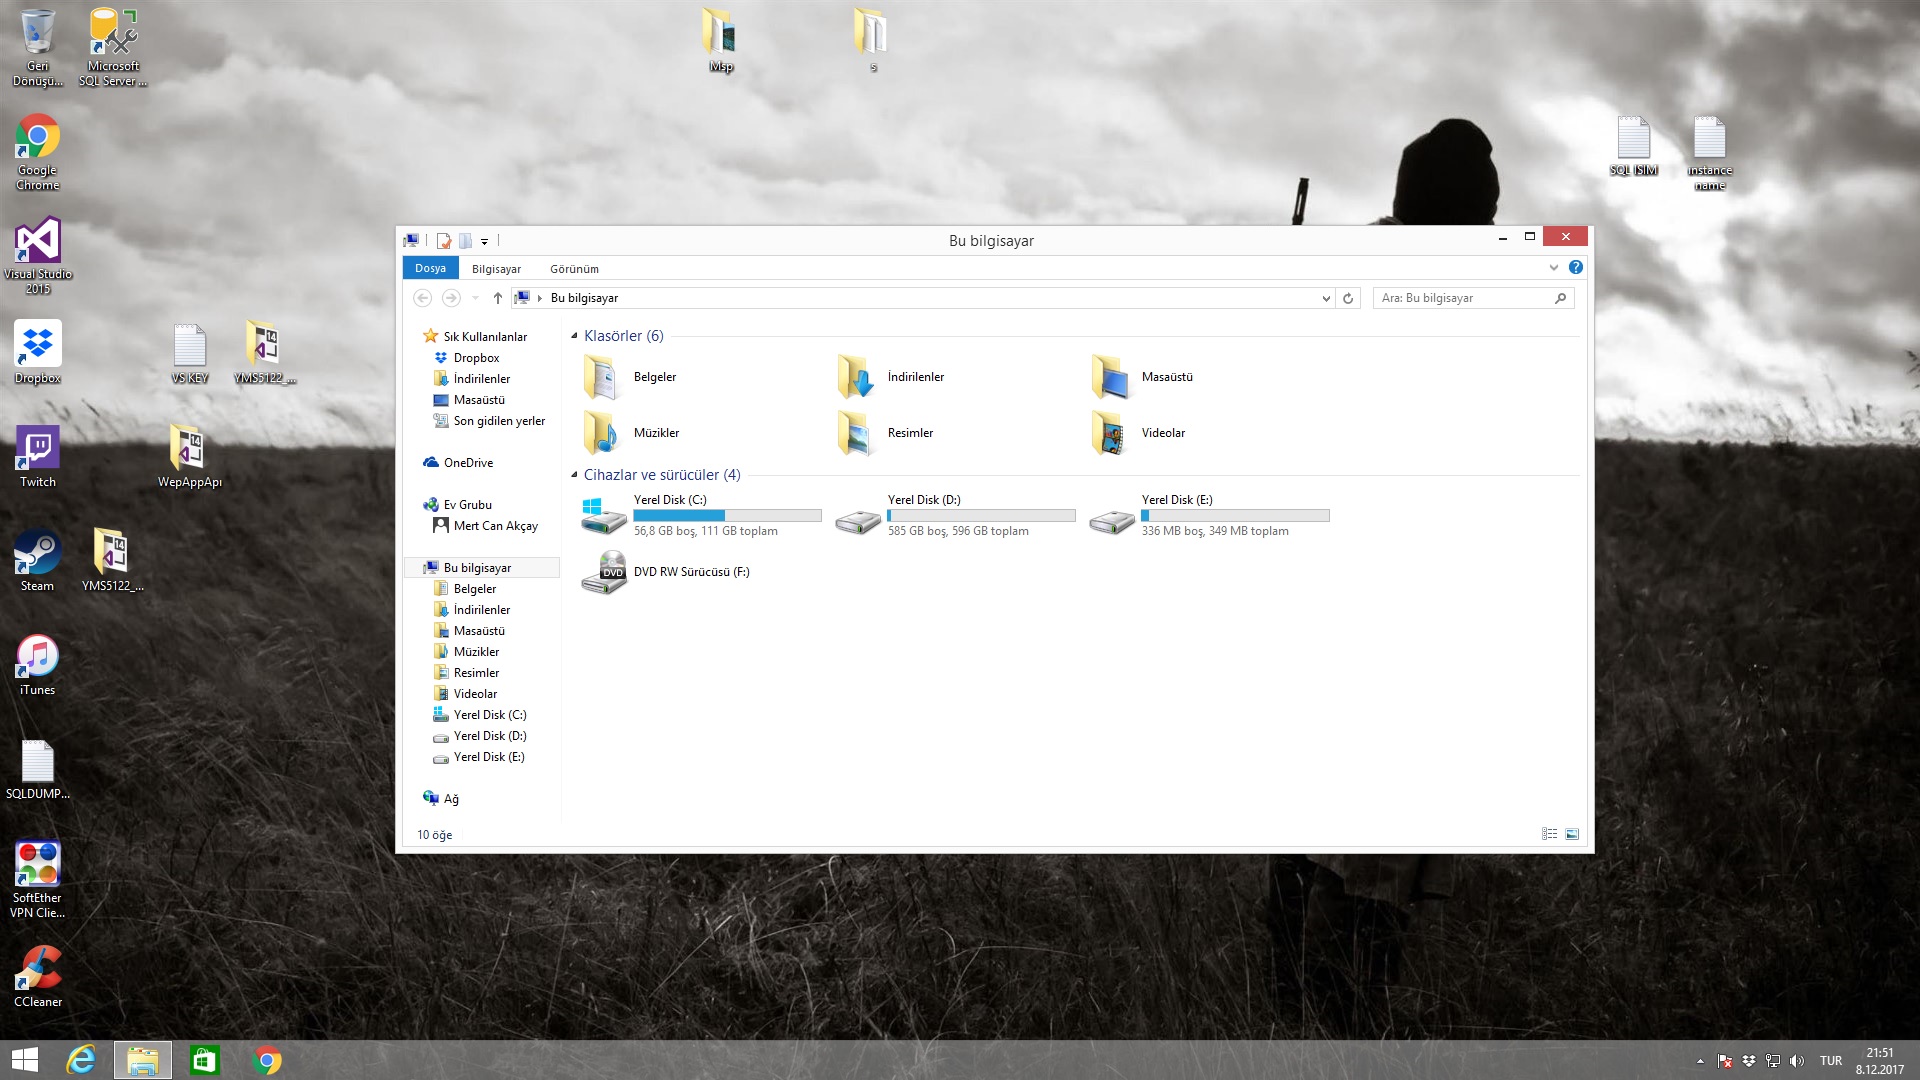 Geri
Dönüşü...
Microsoft
SQL Server ...
Msp
s
Google
Chrome
SQL ISIM
instance
name
Visual Studio
2015
Dropbox
VS KEY
YMS5122_...
Twitch
WepAppApı
Steam
YMS5122_...
iTunes
SQLDUMP...
SoftEther
VPN Clie...
CCleaner
Bu bilgisayar
Dosya
Bilgisayar
Görünüm
Bu bilgisayar
Ara: Bu bilgisayar
Sık Kullanılanlar
Dropbox
İndirilenler
Masaüstü
Son gidilen yerler
OneDrive
Ev Grubu
Mert Can Akçay
Bu bilgisayar
Belgeler
İndirilenler
Masaüstü
Müzikler
Resimler
Videolar
Yerel Disk (C:)
Yerel Disk (D:)
Yerel Disk (E:)
Ağ
Klasörler (6)
Belgeler
İndirilenler
Masaüstü
Müzikler
Resimler
Videolar
Cihazlar ve sürücüler (4)
Yerel Disk (C:)
56,8 GB boş, 111 GB toplam
Yerel Disk (D:)
585 GB boş, 596 GB toplam
Yerel Disk (E:)
336 MB boş, 349 MB toplam
DVD
DVD RW Sürücüsü (F:)
10 öğe
TUR
21:51
8.12.2017